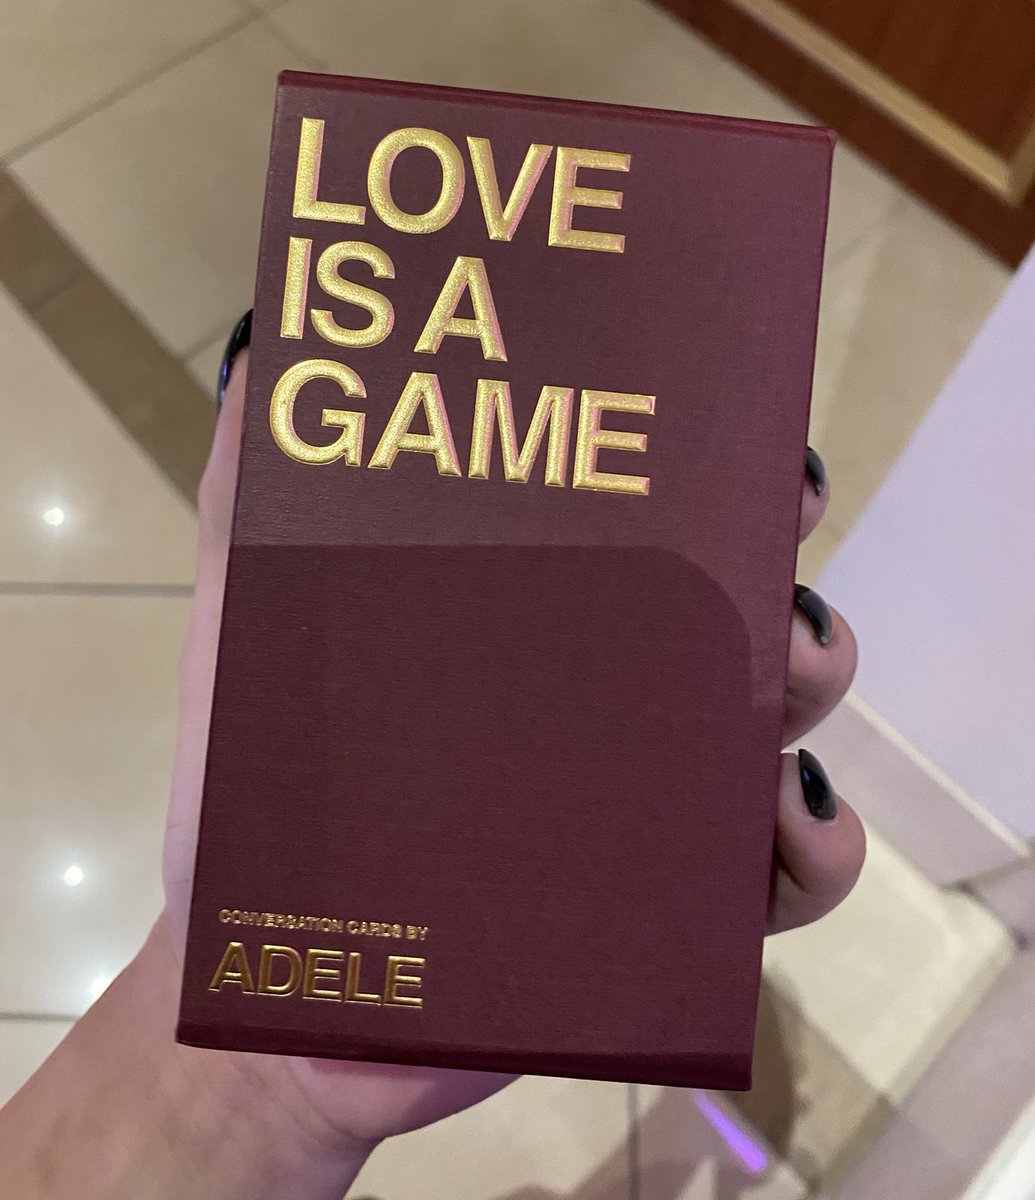 LOVE
IS A
GAME
CONVERSATION CARDS BY
ADELE